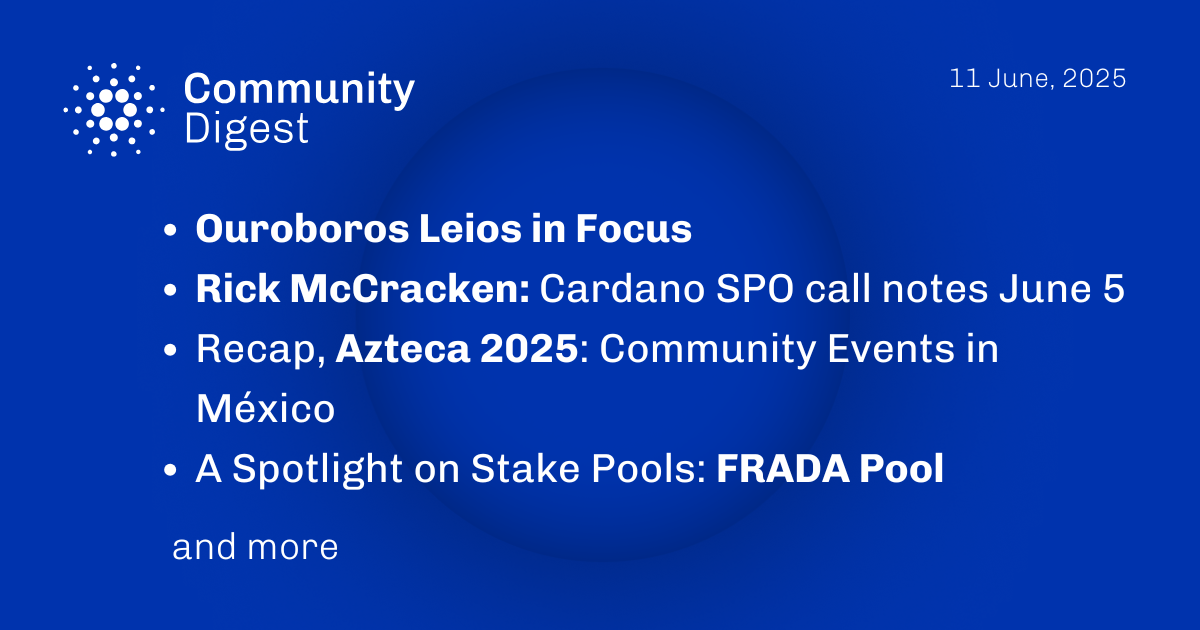 Community
Digest
11 June, 2025
• Ouroboros Leios in Focus
• Rick McCracken: Cardano SPO call notes June 5
• Recap, Azteca 2025: Community Events in
México
• A Spotlight on Stake Pools: FRADA Pool
and more